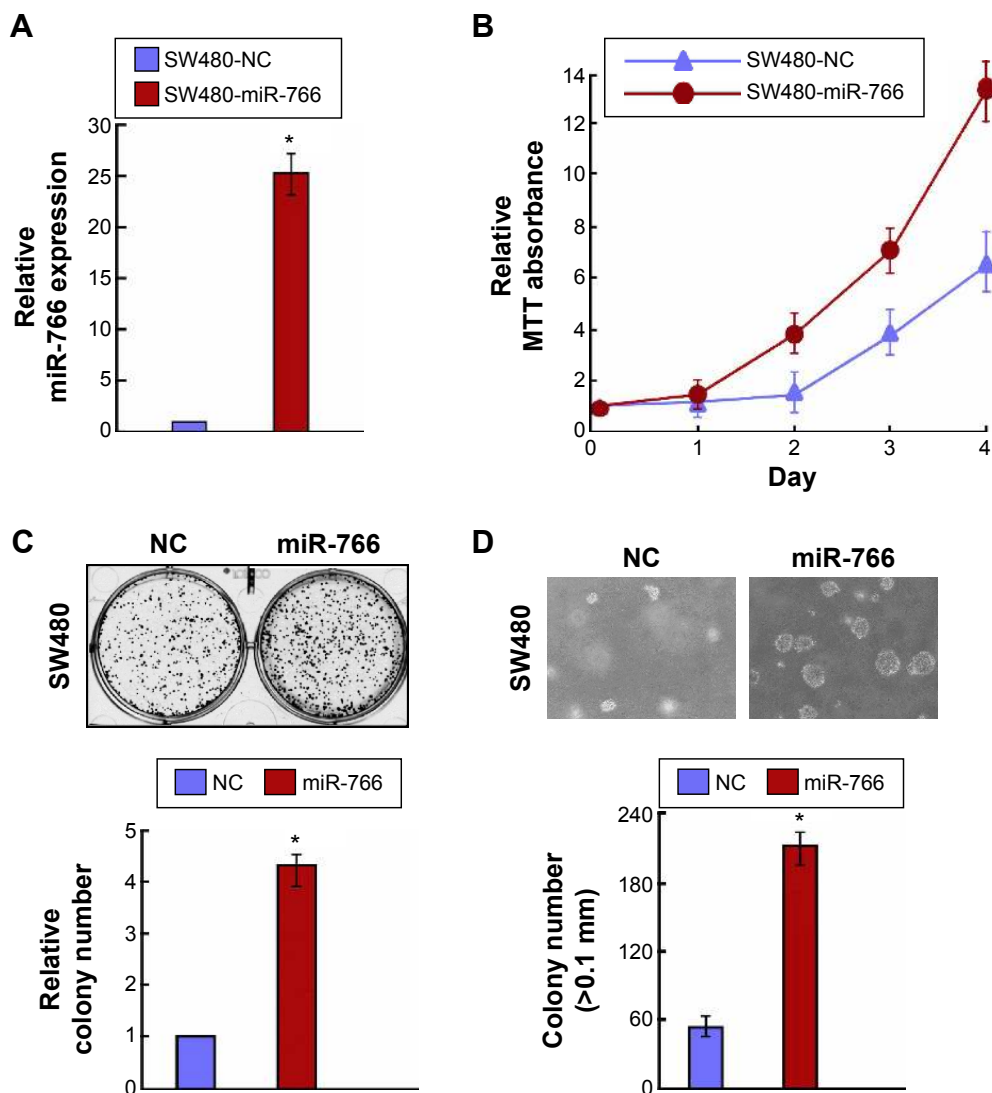 A
SW480-NC
SW480-miR-766
Relative
miR-766 expression
30
25
20
15
10
5
0
*
B
SW480-NC
SW480-miR-766
Relative
MTT absorbance
14
12
8
6
4
2
0
0 1 2 3 4
Day
C
NC miR-766
SW480
NC miR-766
Relative
colony number
5
4
3
2
1
0
*
D
NC miR-766
SW480
NC miR-766
Colony number
(>0.1 mm)
240
180
120
60
0
*